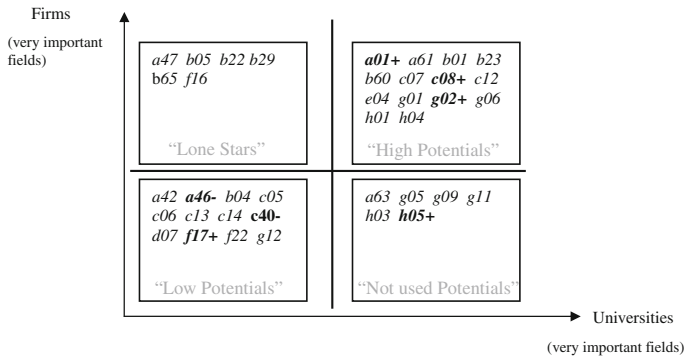 Firms
(very important
fields)
a47 b05 b22 b29
b65 f16
"Lone Stars"
a01+ a61 b01 b23
b60 c07 c08+ c12
e04 g01 g02+ g06
h01 h04
"High Potentials"
a42 a46- b04 c05
c06 c13 c14 c40-
d07 f17+ f22 g12
"Low Potentials"
a63 g05 g09 g11
h03 h05+
"Not used Potentials"
Universities
(very important fields)